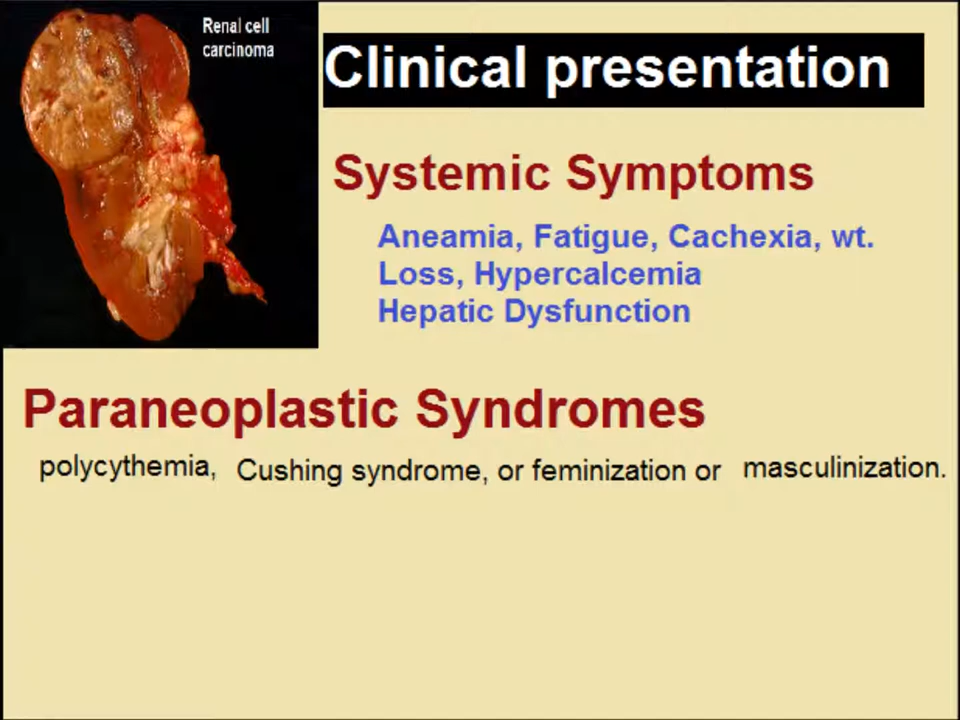 Renal cell
carcinoma
Clinical presentation
Systemic Symptoms
Aneamia, Fatigue, Cachexia, wt.
Loss, Hypercalcemia
Hepatic Dysfunction
Paraneoplastic Syndromes
polycythemia, Cushing syndrome, or feminization or masculinization.